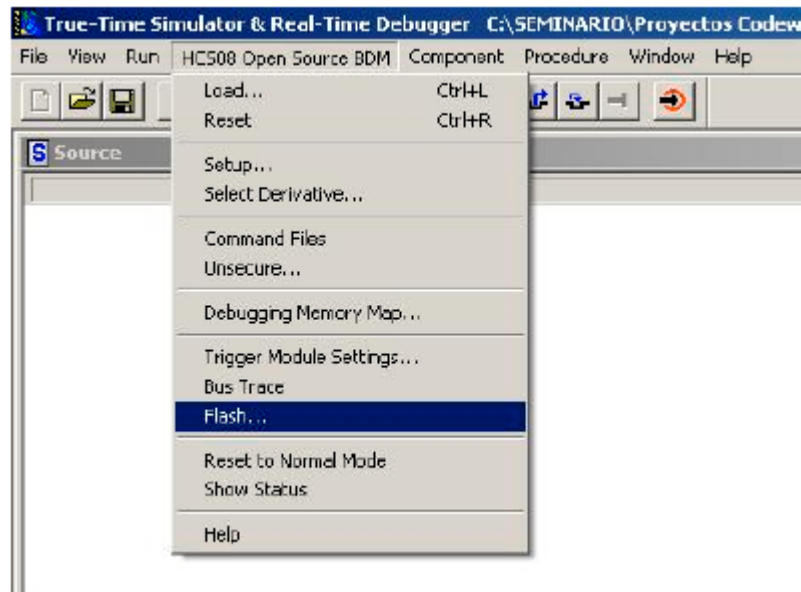 True-Time Simulator & Real-Time Debugger C:\SEMINARIO\Proyectos Codew
File View Run HCS08 Open Source BDM Component Procedure Window Help
Load... Ctrl+L
Reset Ctrl+R
S Source
Setup...
Select Derivative...
Command Files
Unsecure...
Debugging Memory Map...
Trigger Module Settings...
Bus Trace
Flash...
Reset to Normal Mode
Show Status
Help